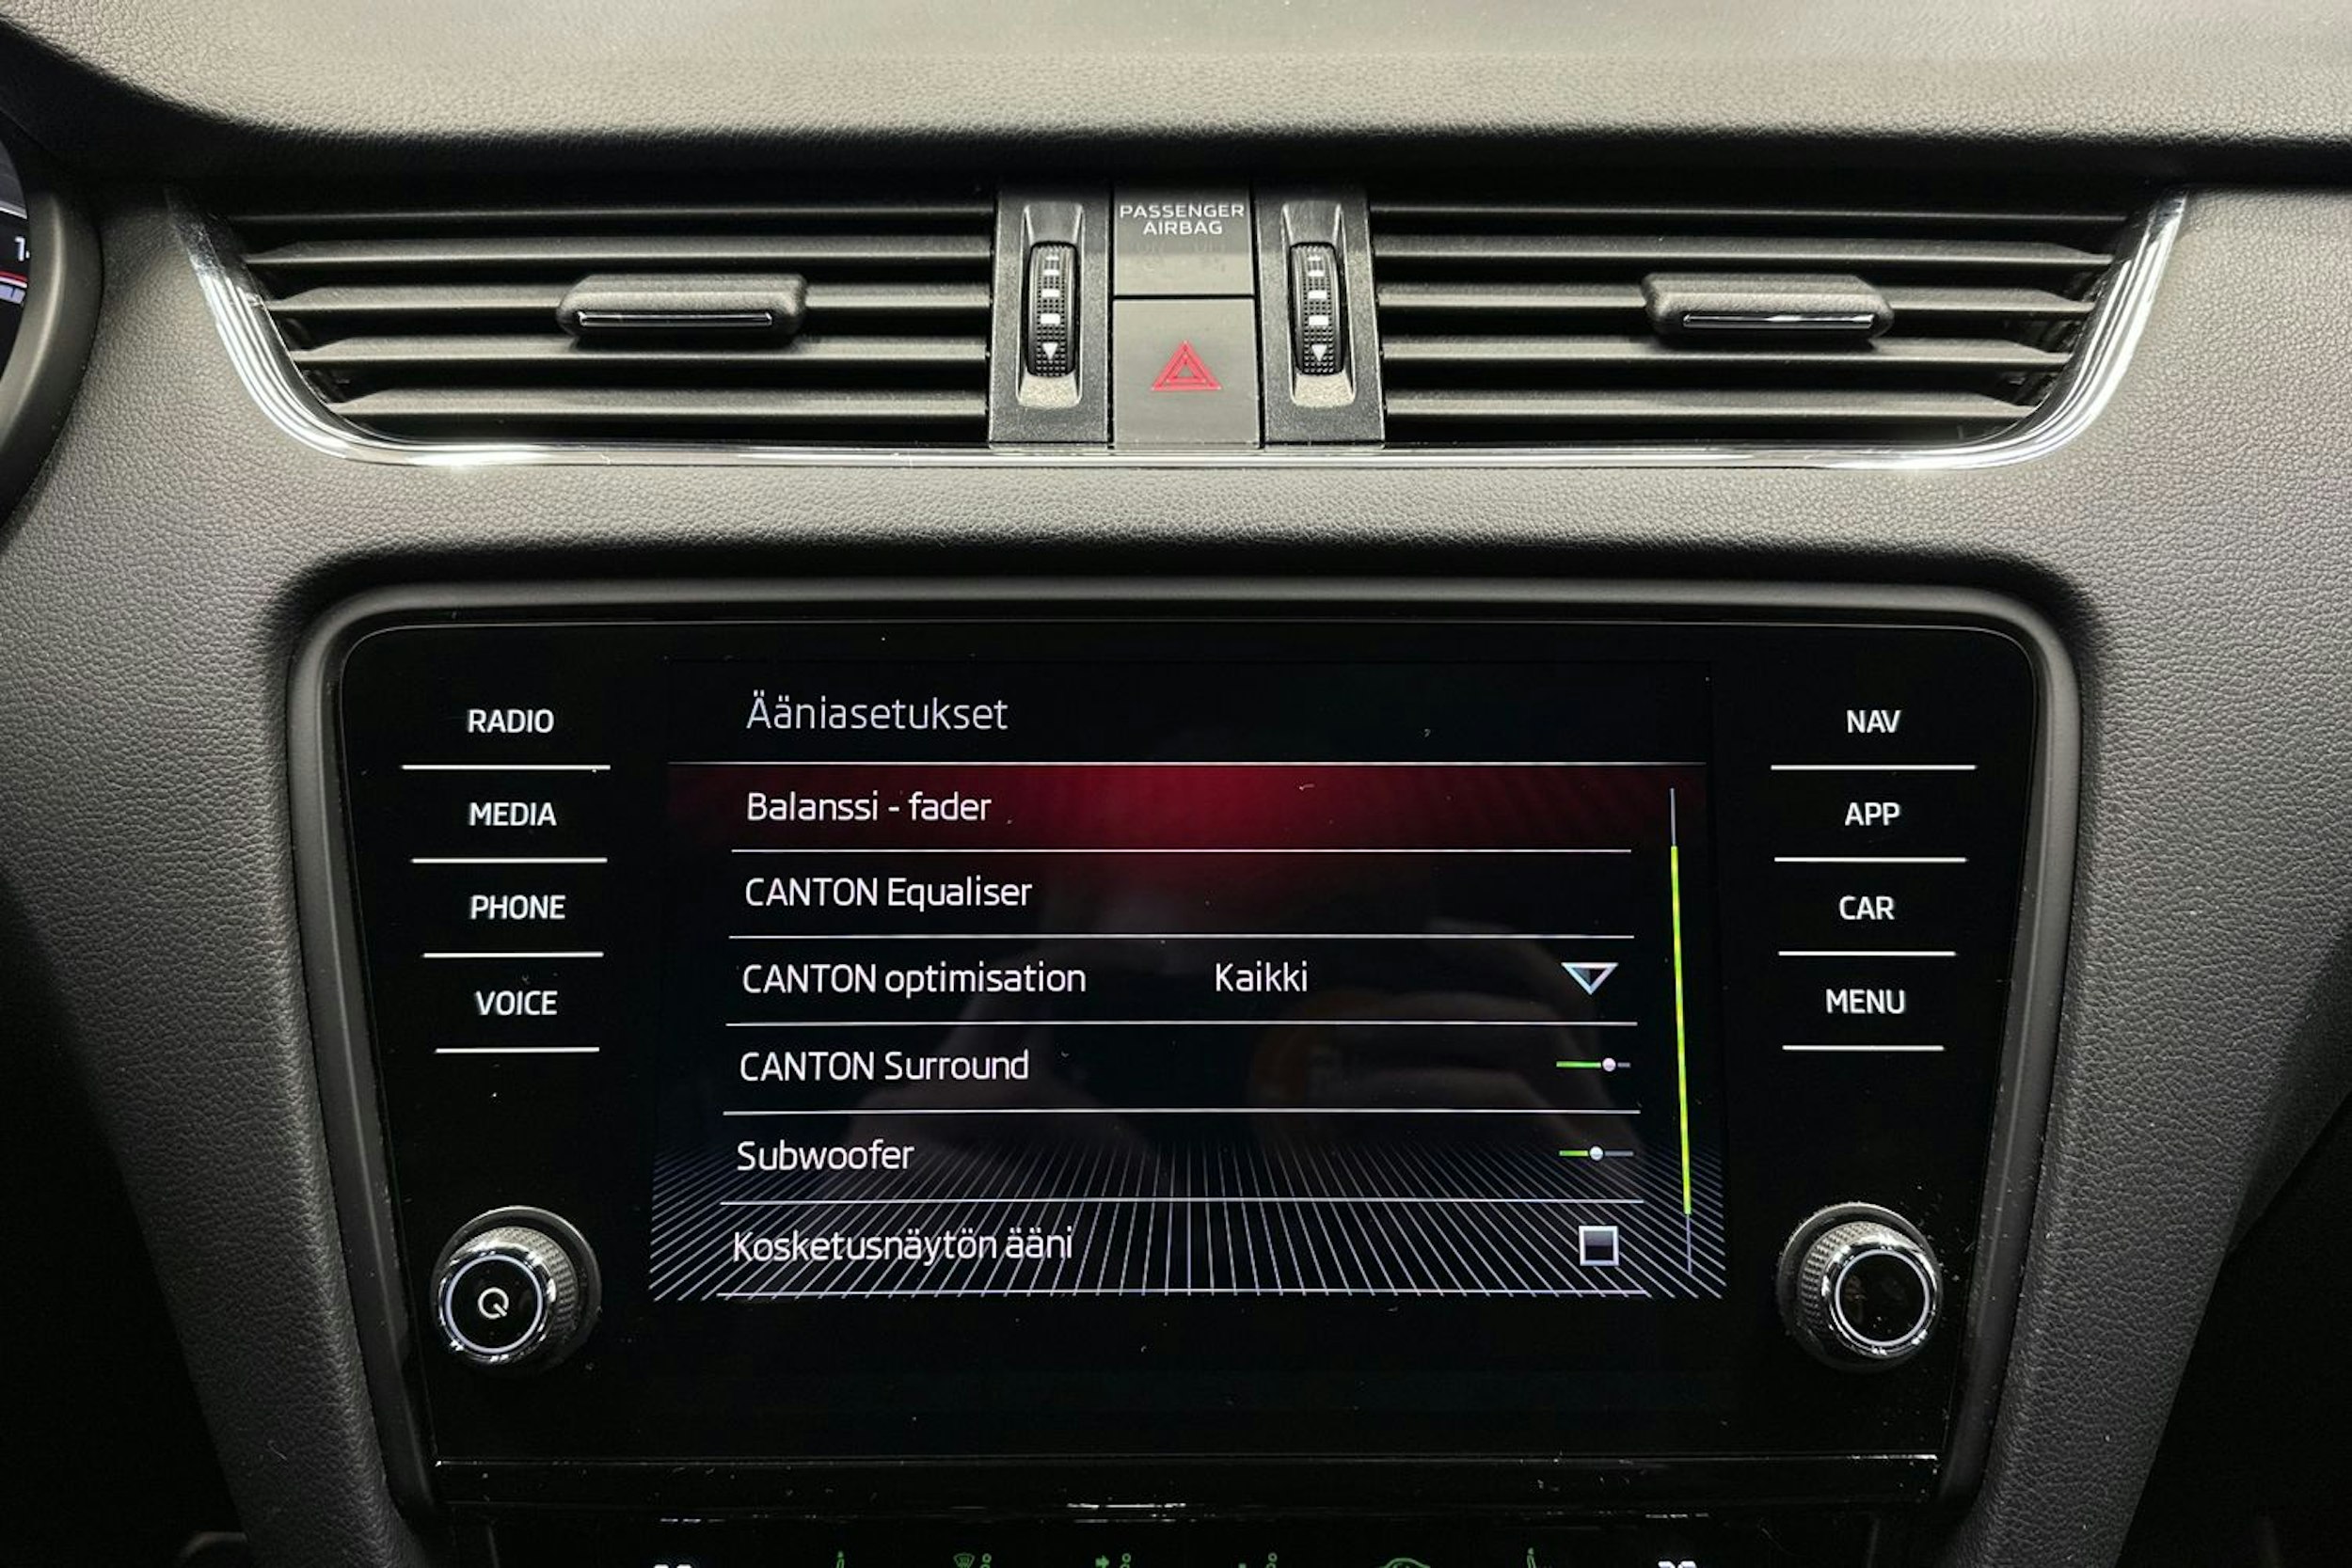 PASSENGER
AIRBAG
RADIO
MEDIA
PHONE
VOICE
Ääniasetukset
Balanssi - fader
CANTON Equaliser
CANTON optimisation Kaikki
CANTON Surround
Subwoofer
Kosketusnäytön ääni
NAV
APP
CAR
MENU